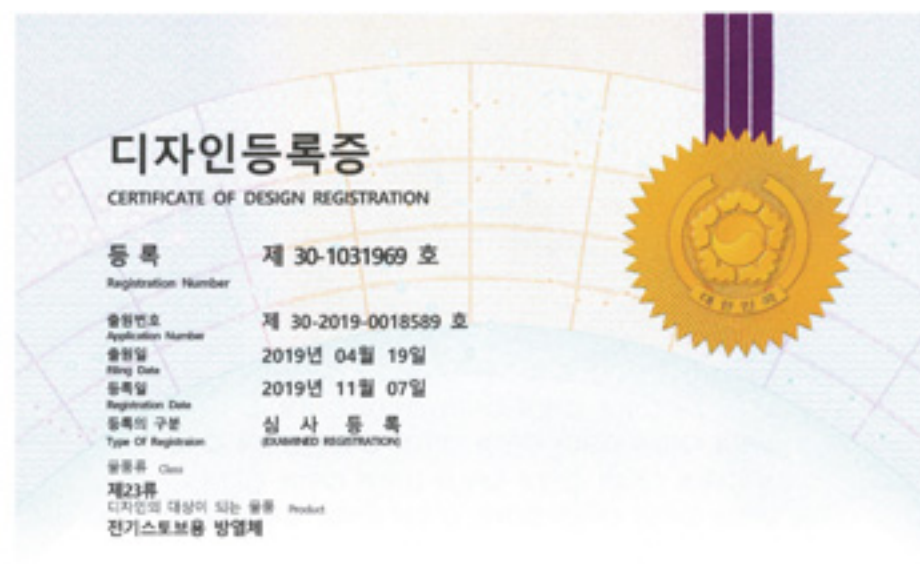 디자인등록증
CERTIFICATE OF DESIGN REGISTRATION
등 록 제 30-1031969 호
Registration Number
출원번호 제 30-2019-0018589 호
Application Number
출원일 2019년 04월 19일
Filing Date
등록일 2019년 11월 07일
Registration Date
등록의 구분 심 사 등 록
Type Of Registraion (EXAMINED REGISTRATION)
물품류 Class
제23류
디자인의 대상이 되는 물품 Product
전기스토브용 방열체
대한민국